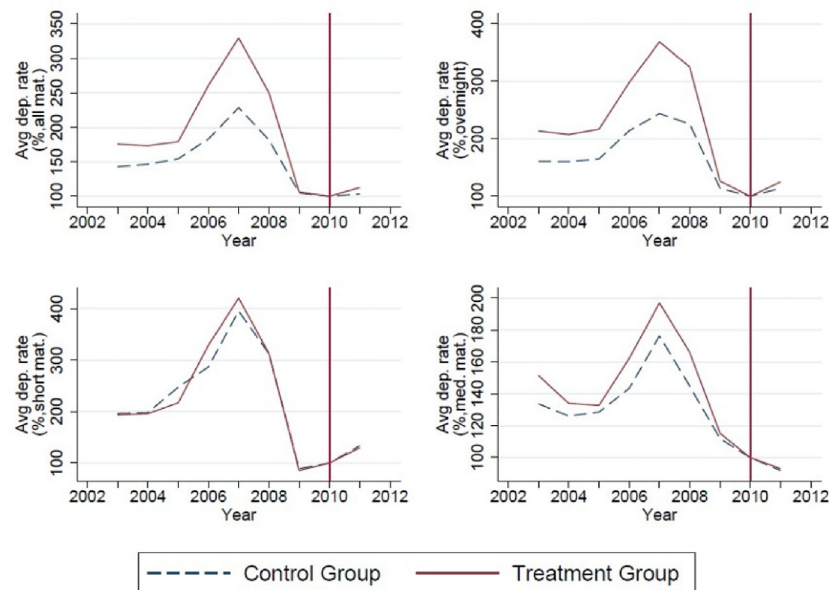 Avg dep. rate
(%,all mat.)
100 150 200 250 300 350
2002 2004 2006 2008 2010 2012
Year
Avg dep. rate
(%,overnight)
100 200 300 400
2002 2004 2006 2008 2010 2012
Year
Avg dep. rate
(%,short mat.)
100 200 300 400
2002 2004 2006 2008 2010 2012
Year
Avg dep. rate
(%,med. mat.)
100 120 140 160 180 200
2002 2004 2006 2008 2010 2012
Year
Control Group Treatment Group